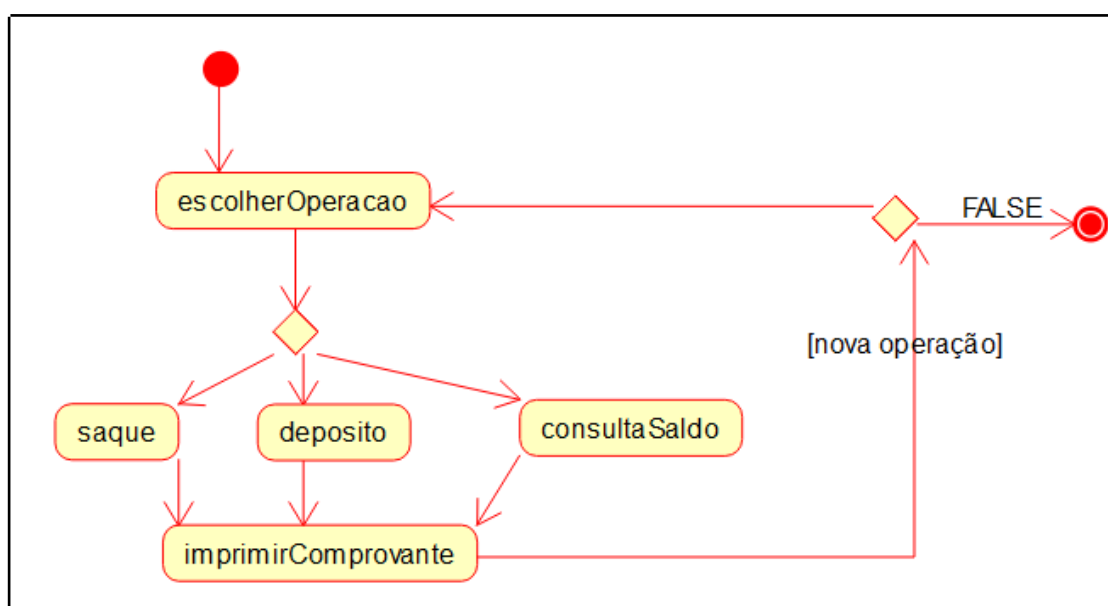 escolherOperacao
FALSE
[nova operação]
saque
deposito
consultaSaldo
imprimirComprovante